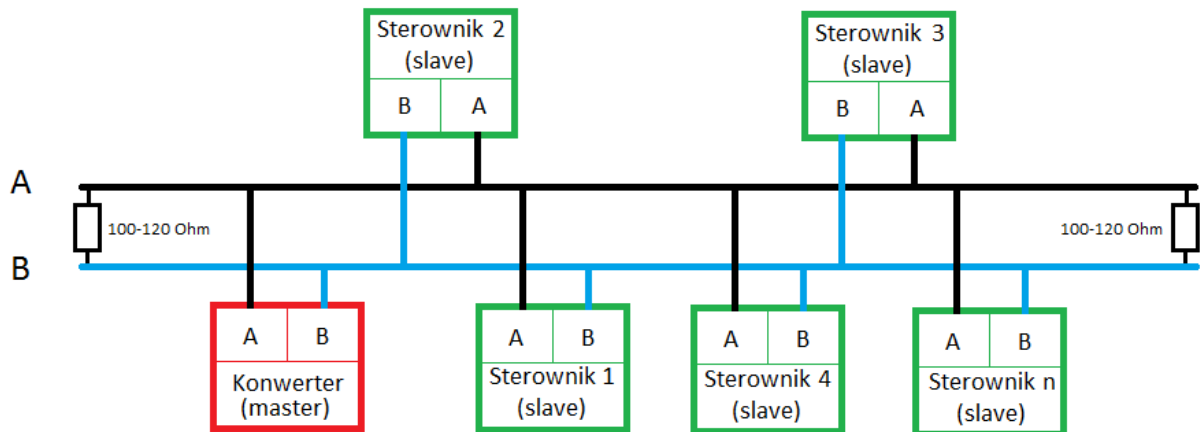 Sterownik 2
(slave)
B A
Sterownik 3
(slave)
B A
A
100-120 Ohm
100-120 Ohm
B
A B
Konwerter
(master)
A B
Sterownik 1
(slave)
A B
Sterownik 4
(slave)
A B
Sterownik n
(slave)